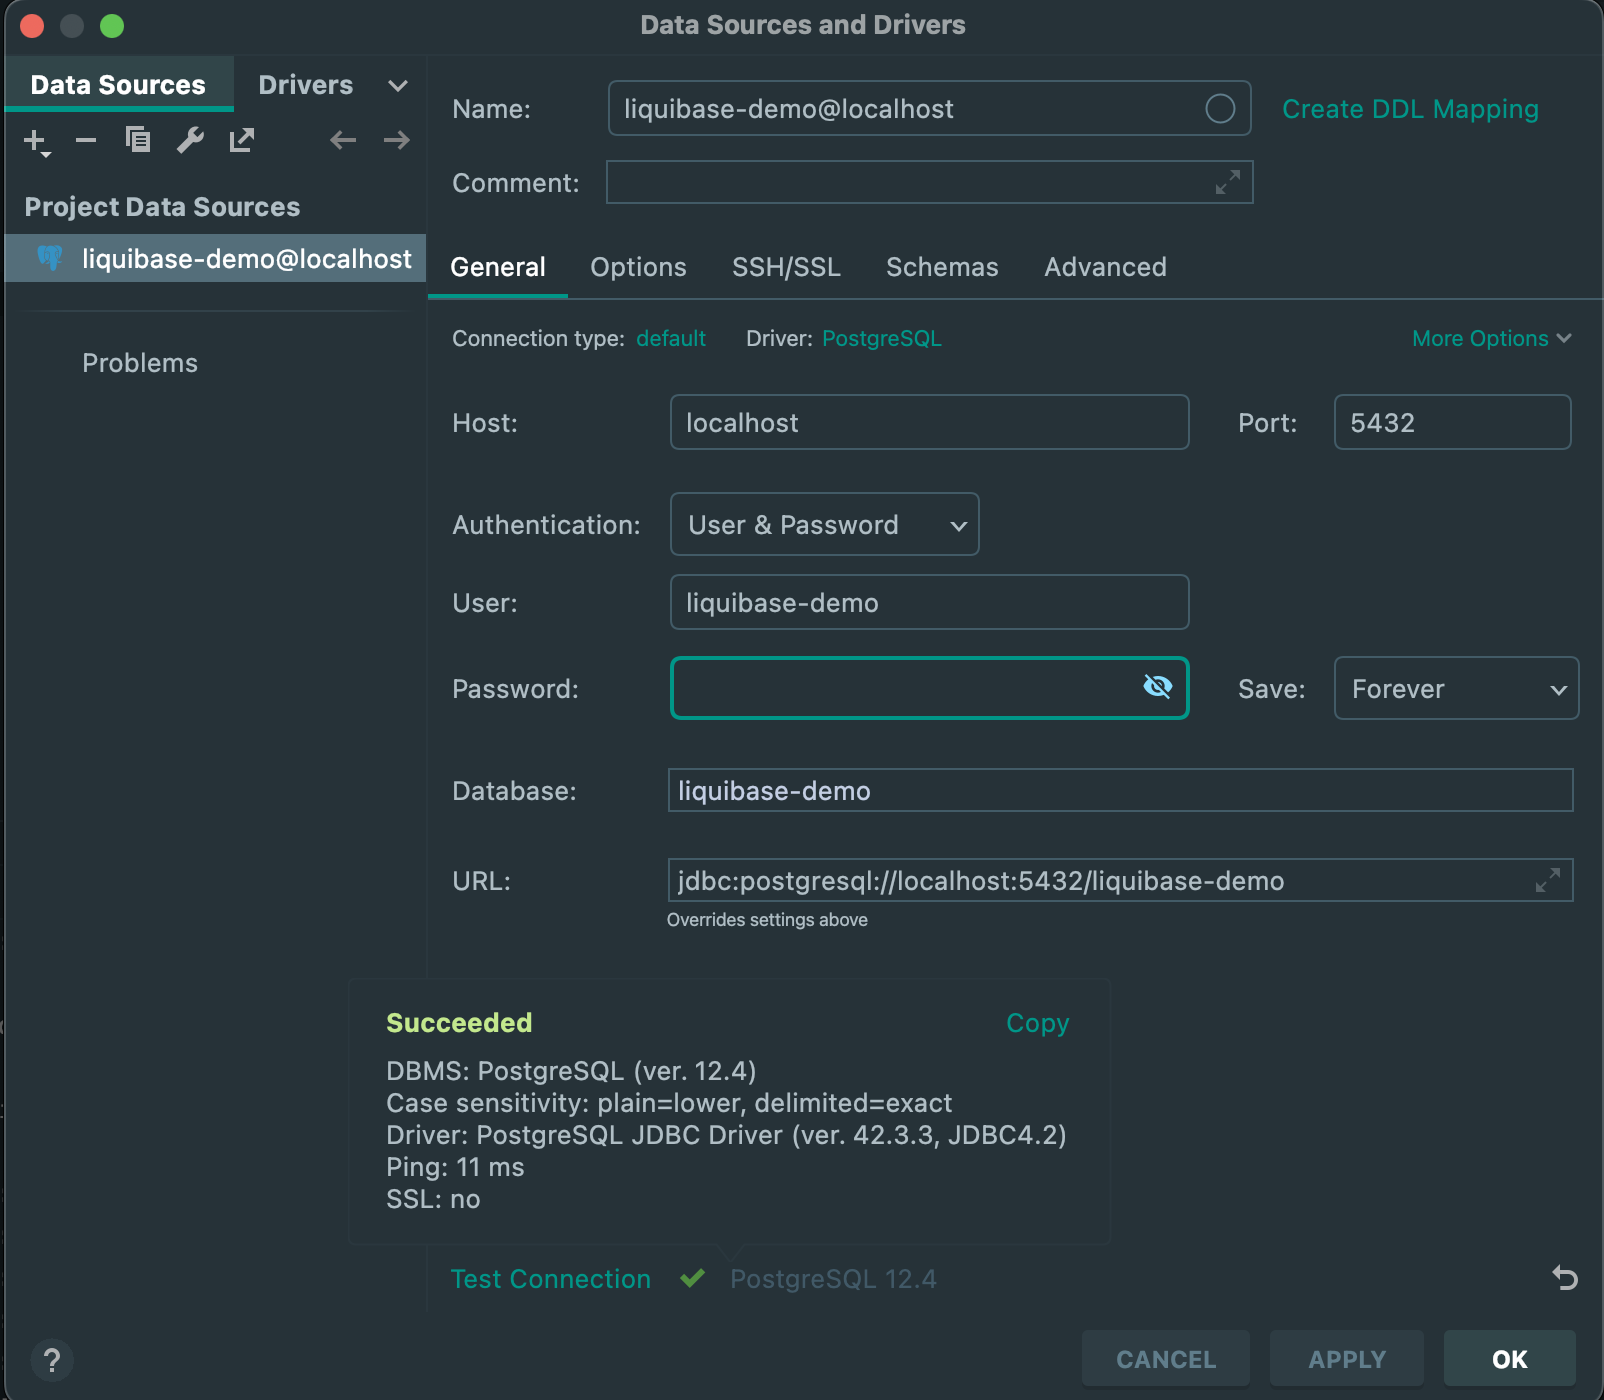 Data Sources and Drivers
Data Sources
Drivers
Project Data Sources
liquibase-demo@localhost
Problems
Name:
liquibase-demo@localhost
Create DDL Mapping
Comment:
General
Options
SSH/SSL
Schemas
Advanced
Connection type: default
Driver: PostgreSQL
More Options
Host:
localhost
Port:
5432
Authentication:
User & Password
User:
liquibase-demo
Password:
Save:
Forever
Database:
liquibase-demo
URL:
jdbc:postgresql://localhost:5432/liquibase-demo
Overrides settings above
Succeeded
Copy
DBMS: PostgreSQL (ver. 12.4)
Case sensitivity: plain=lower, delimited=exact
Driver: PostgreSQL JDBC Driver (ver. 42.3.3, JDBC4.2)
Ping: 11 ms
SSL: no
Test Connection
PostgreSQL 12.4
?
CANCEL
APPLY
OK